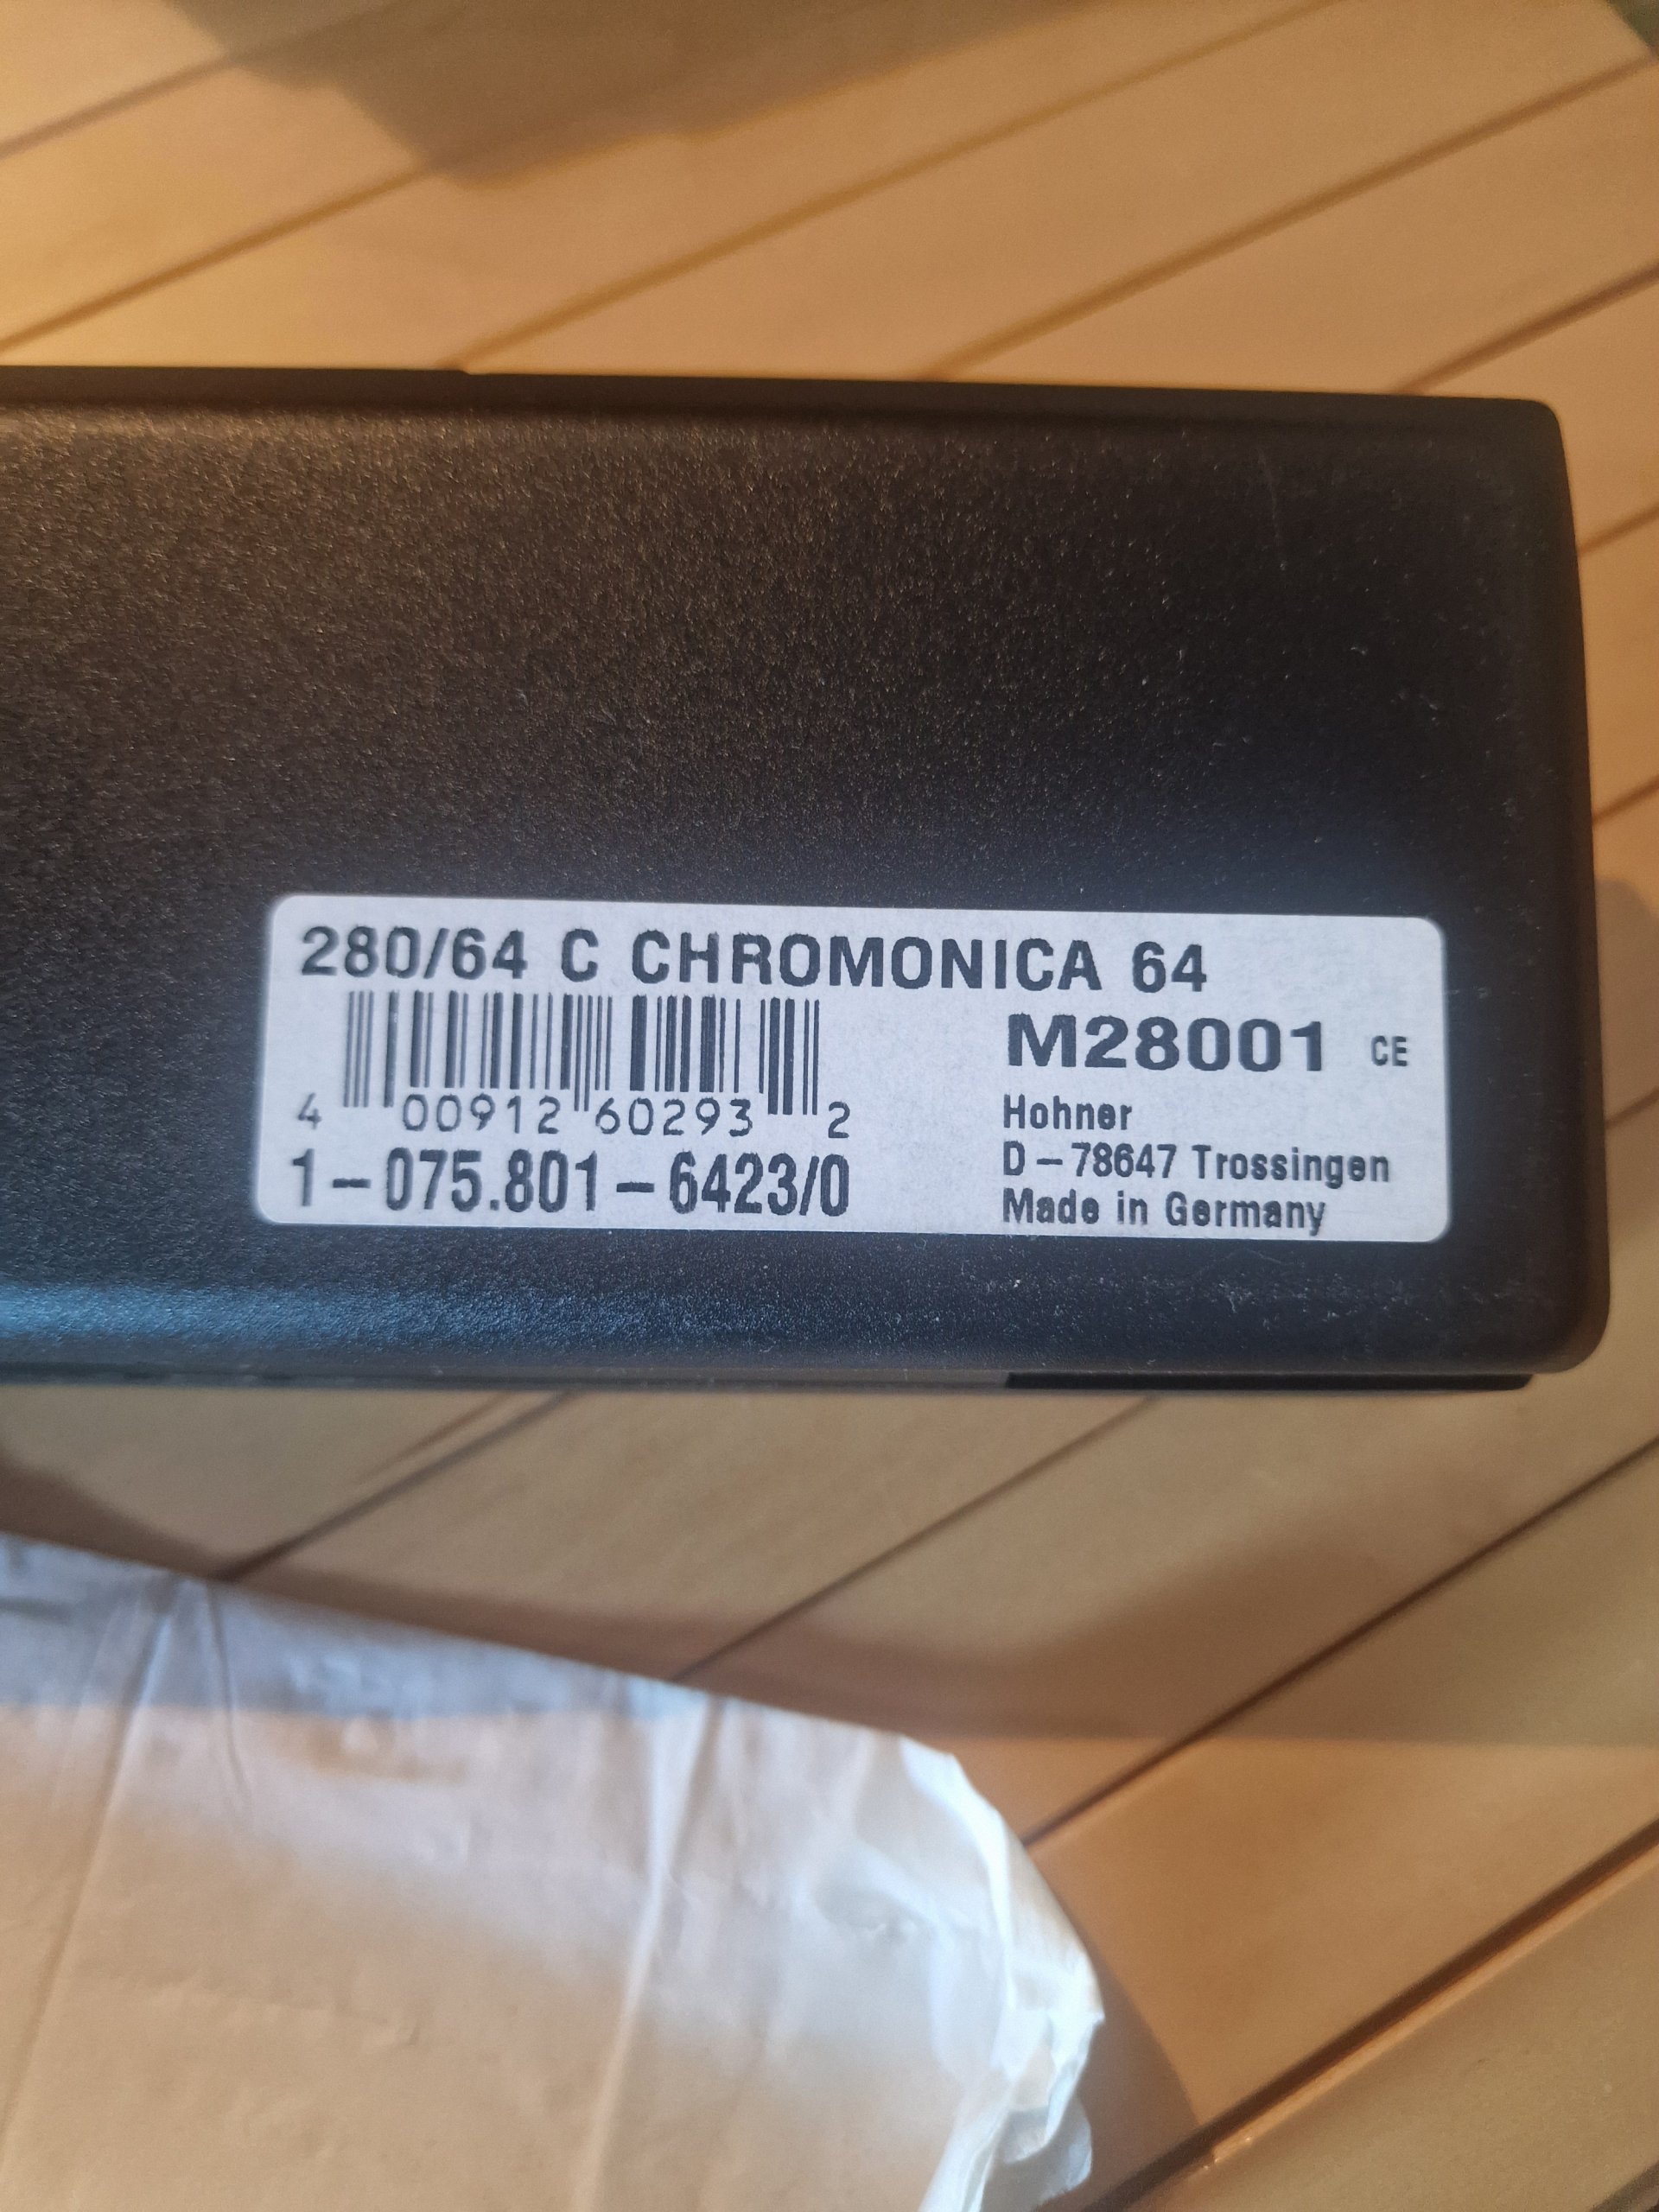 280/64 C CHROMONICA 64
M28001 CE
4 00912 60293 2
1-075.801-6423/0
Hohner
D-78647 Trossingen
Made in Germany